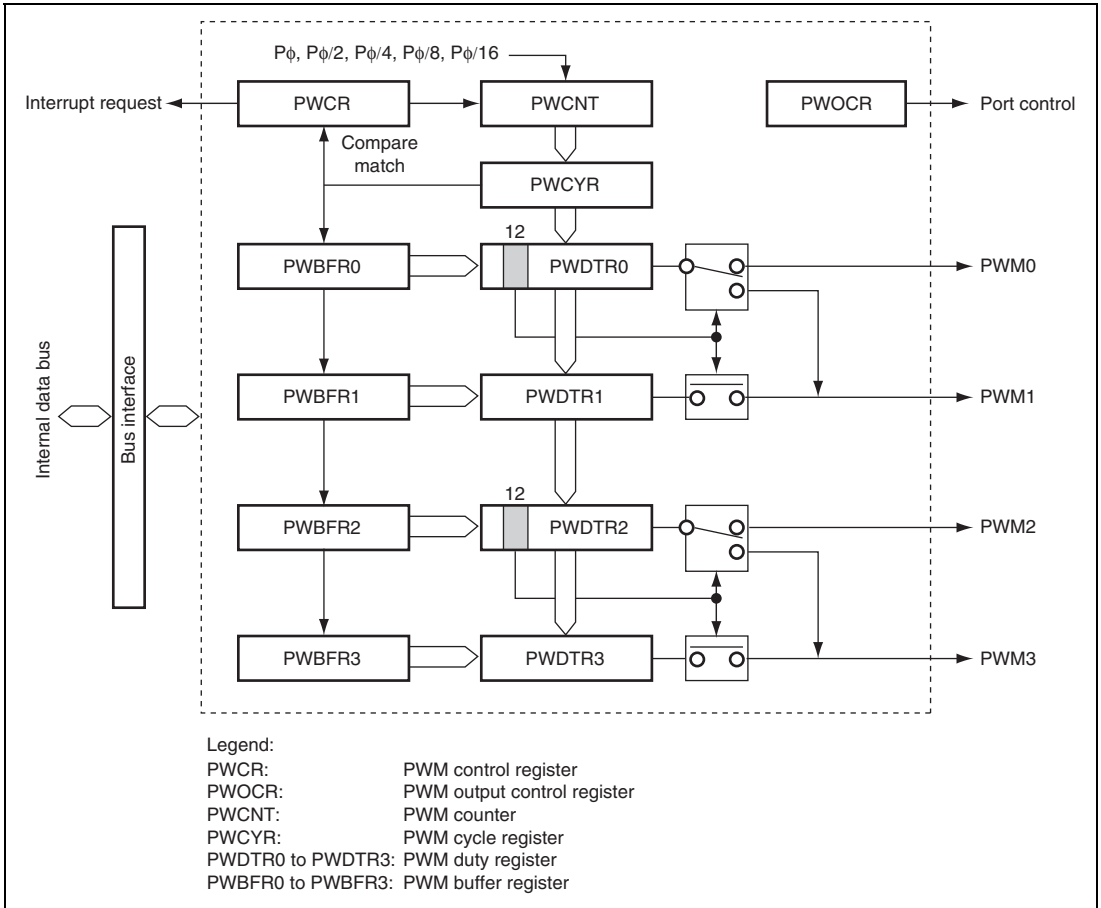 Pϕ, Pϕ/2, Pϕ/4, Pϕ/8, Pϕ/16
Interrupt request
PWCR
PWCNT
PWOCR
Port control
Compare
match
PWCYR
12
PWBFR0
PWDTR0
PWM0
Internal data bus
Bus interface
PWBFR1
PWDTR1
PWM1
12
PWBFR2
PWDTR2
PWM2
PWBFR3
PWDTR3
PWM3
Legend:
PWCR: PWM control register
PWOCR: PWM output control register
PWCNT: PWM counter
PWCYR: PWM cycle register
PWDTR0 to PWDTR3: PWM duty register
PWBFR0 to PWBFR3: PWM buffer register